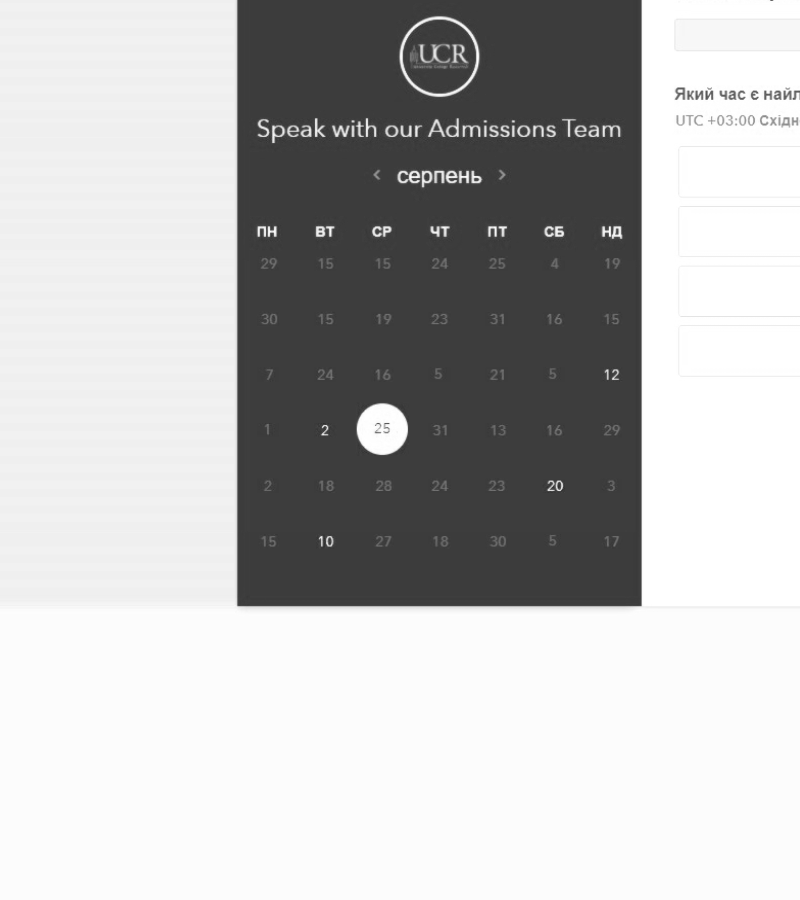 UCR
Speak with our Admissions Team
Який час є найл
UTC +03:00 Східн
серпень
ПН ВТ СР ЧТ ПТ СБ НД
29 15 15 24 25 4 19
30 15 19 23 31 16 15
7 24 16 5 21 5 12
1 2 25 31 13 16 29
2 18 28 24 23 20 3
15 10 27 18 30 5 17